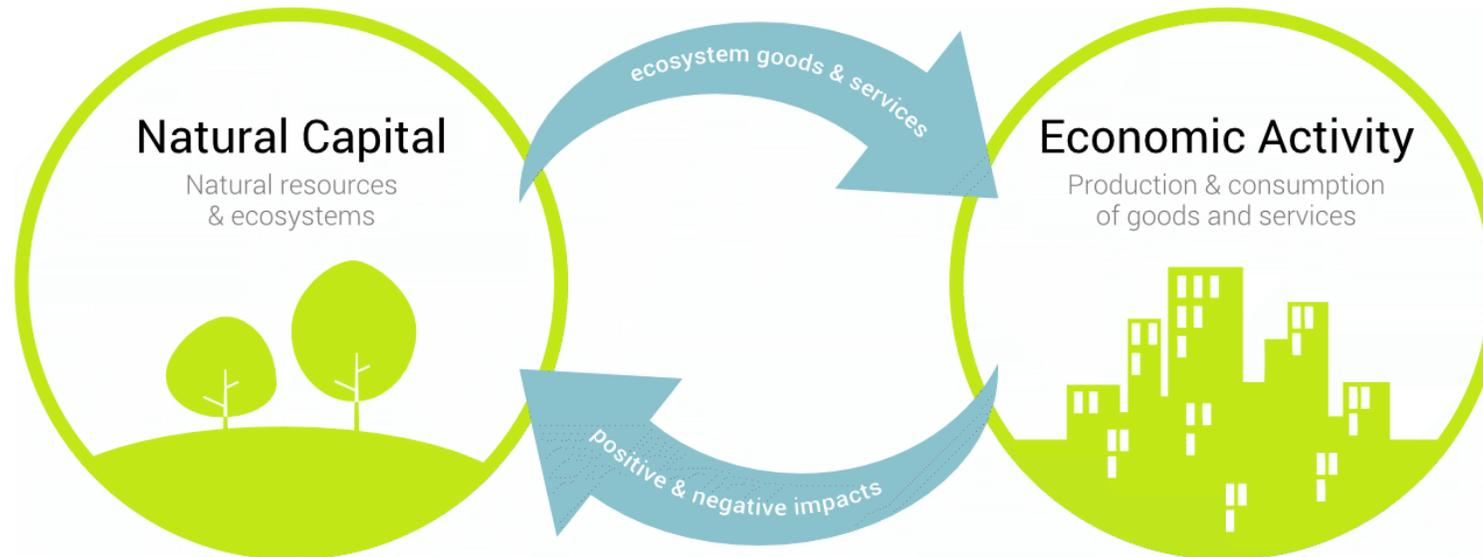 Natural Capital
Natural resources
& ecosystems
ecosystem goods & services
Economic Activity
Production & consumption
of goods and services
positive & negative impacts